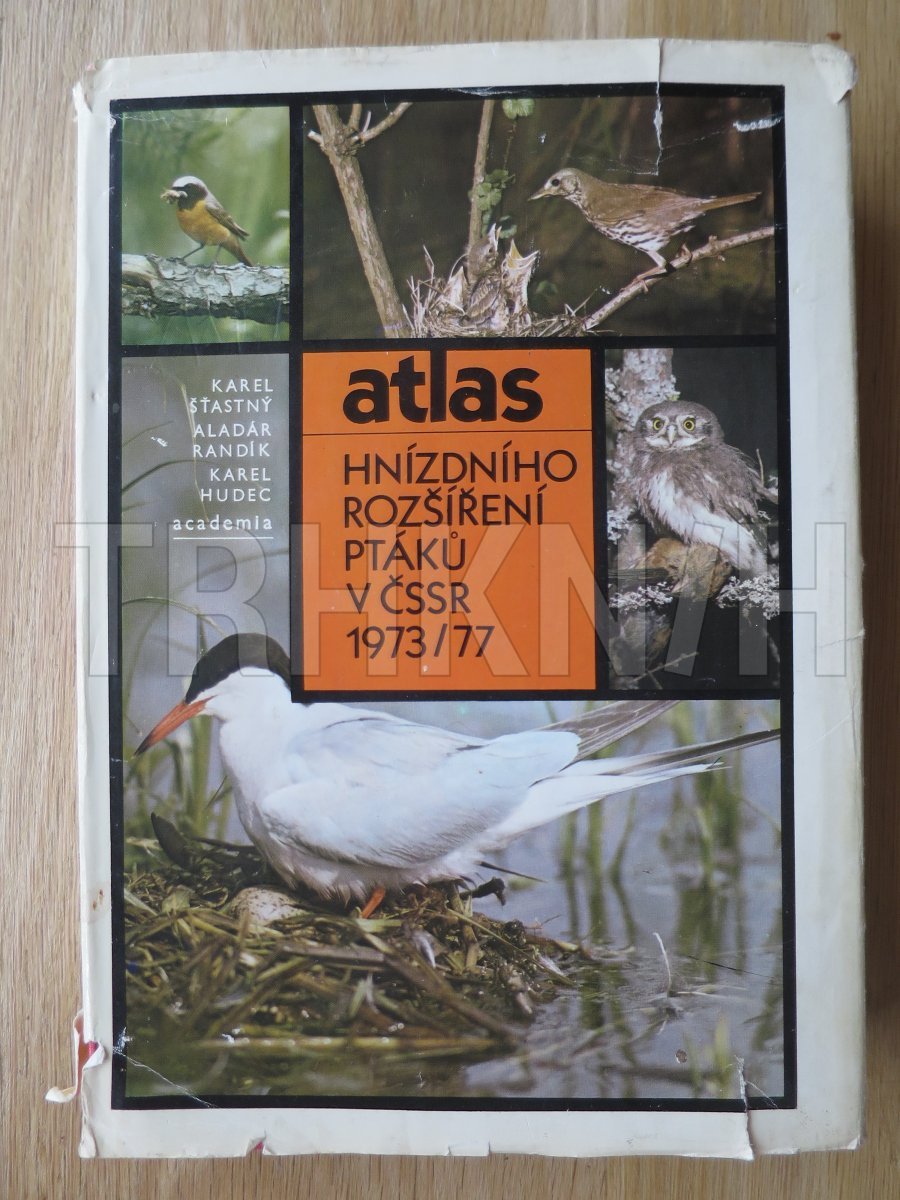 KAREL
ŠŤASTNÝ
ALADÁR
RANDÍK
KAREL
HUDEC
academia
atlas
HNÍZDNÍHO
ROZŠÍŘENÍ
PTÁKŮ
V ČSSR
1973/77
TRHKNIH